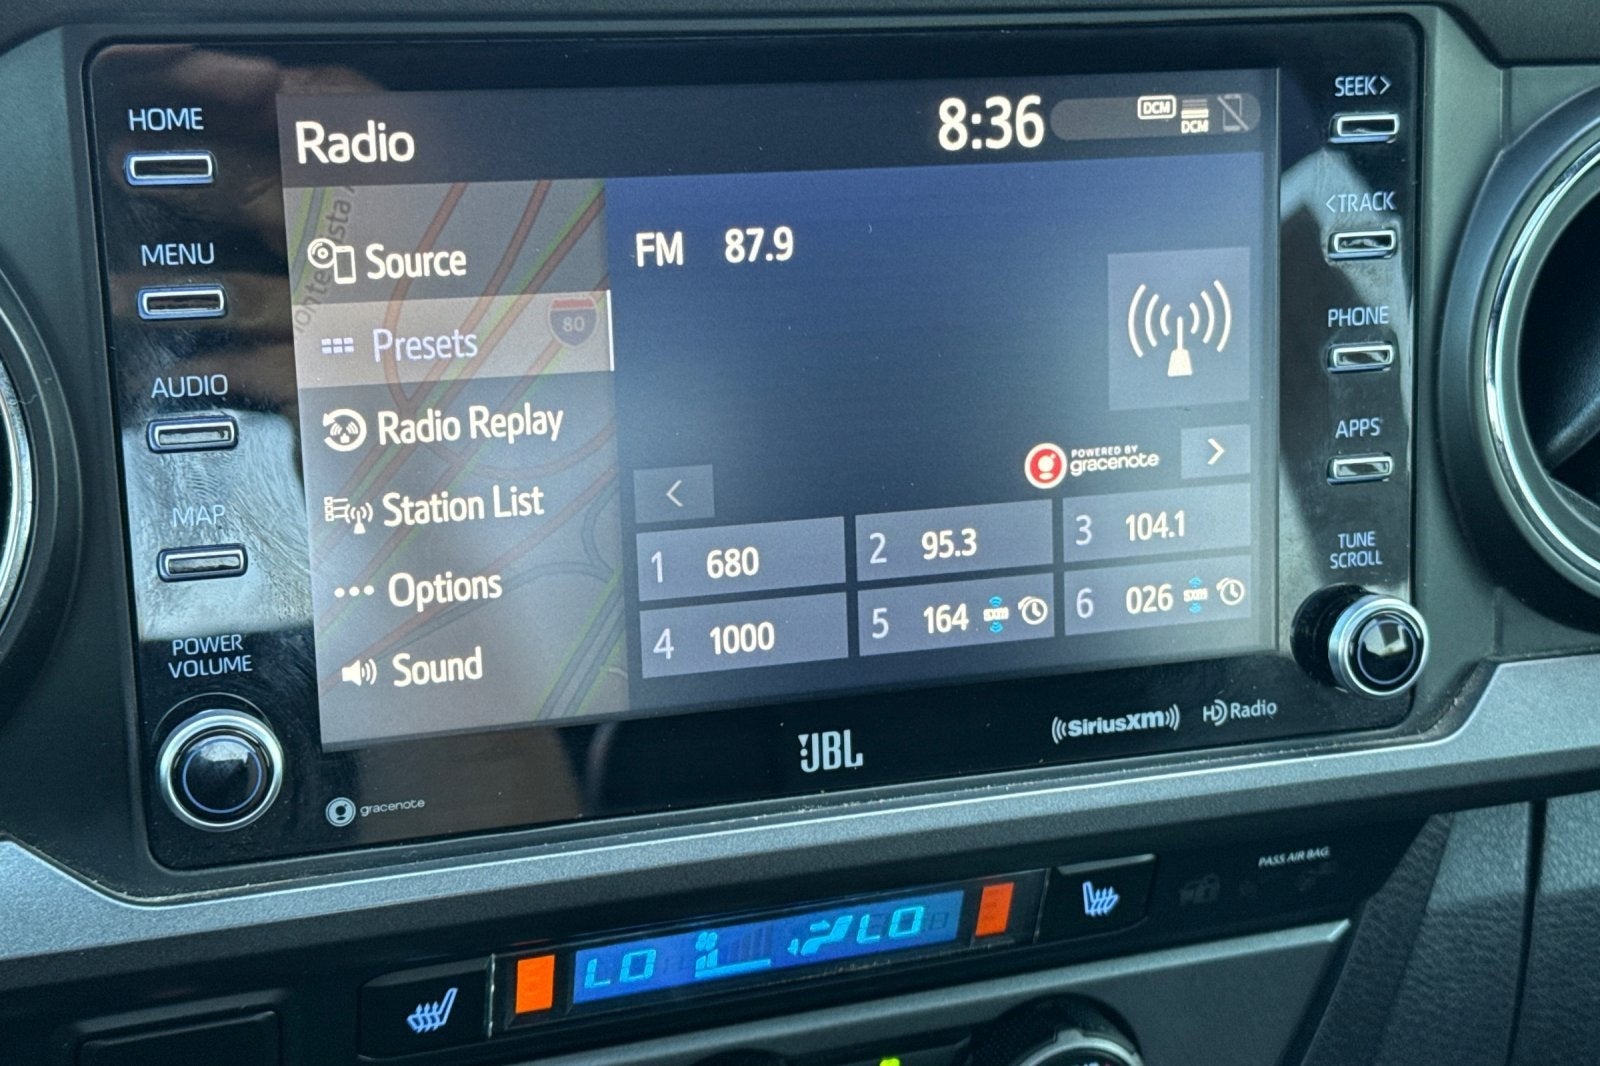 HOME
MENU
AUDIO
MAP
POWER
VOLUME
Radio
8:36
DCM
DCM
Source
Presets
80
Radio Replay
Station List
Options
Sound
FM 87.9
POWERED BY
gracenote
1 680
2 95.3
3 104.1
4 1000
5 164 SXM
6 026 SXM
SEEK>
<TRACK
PHONE
APPS
TUNE
SCROLL
gracenote
JBL
SiriusXM
HD Radio
PASS AIR BAG
LO
LO